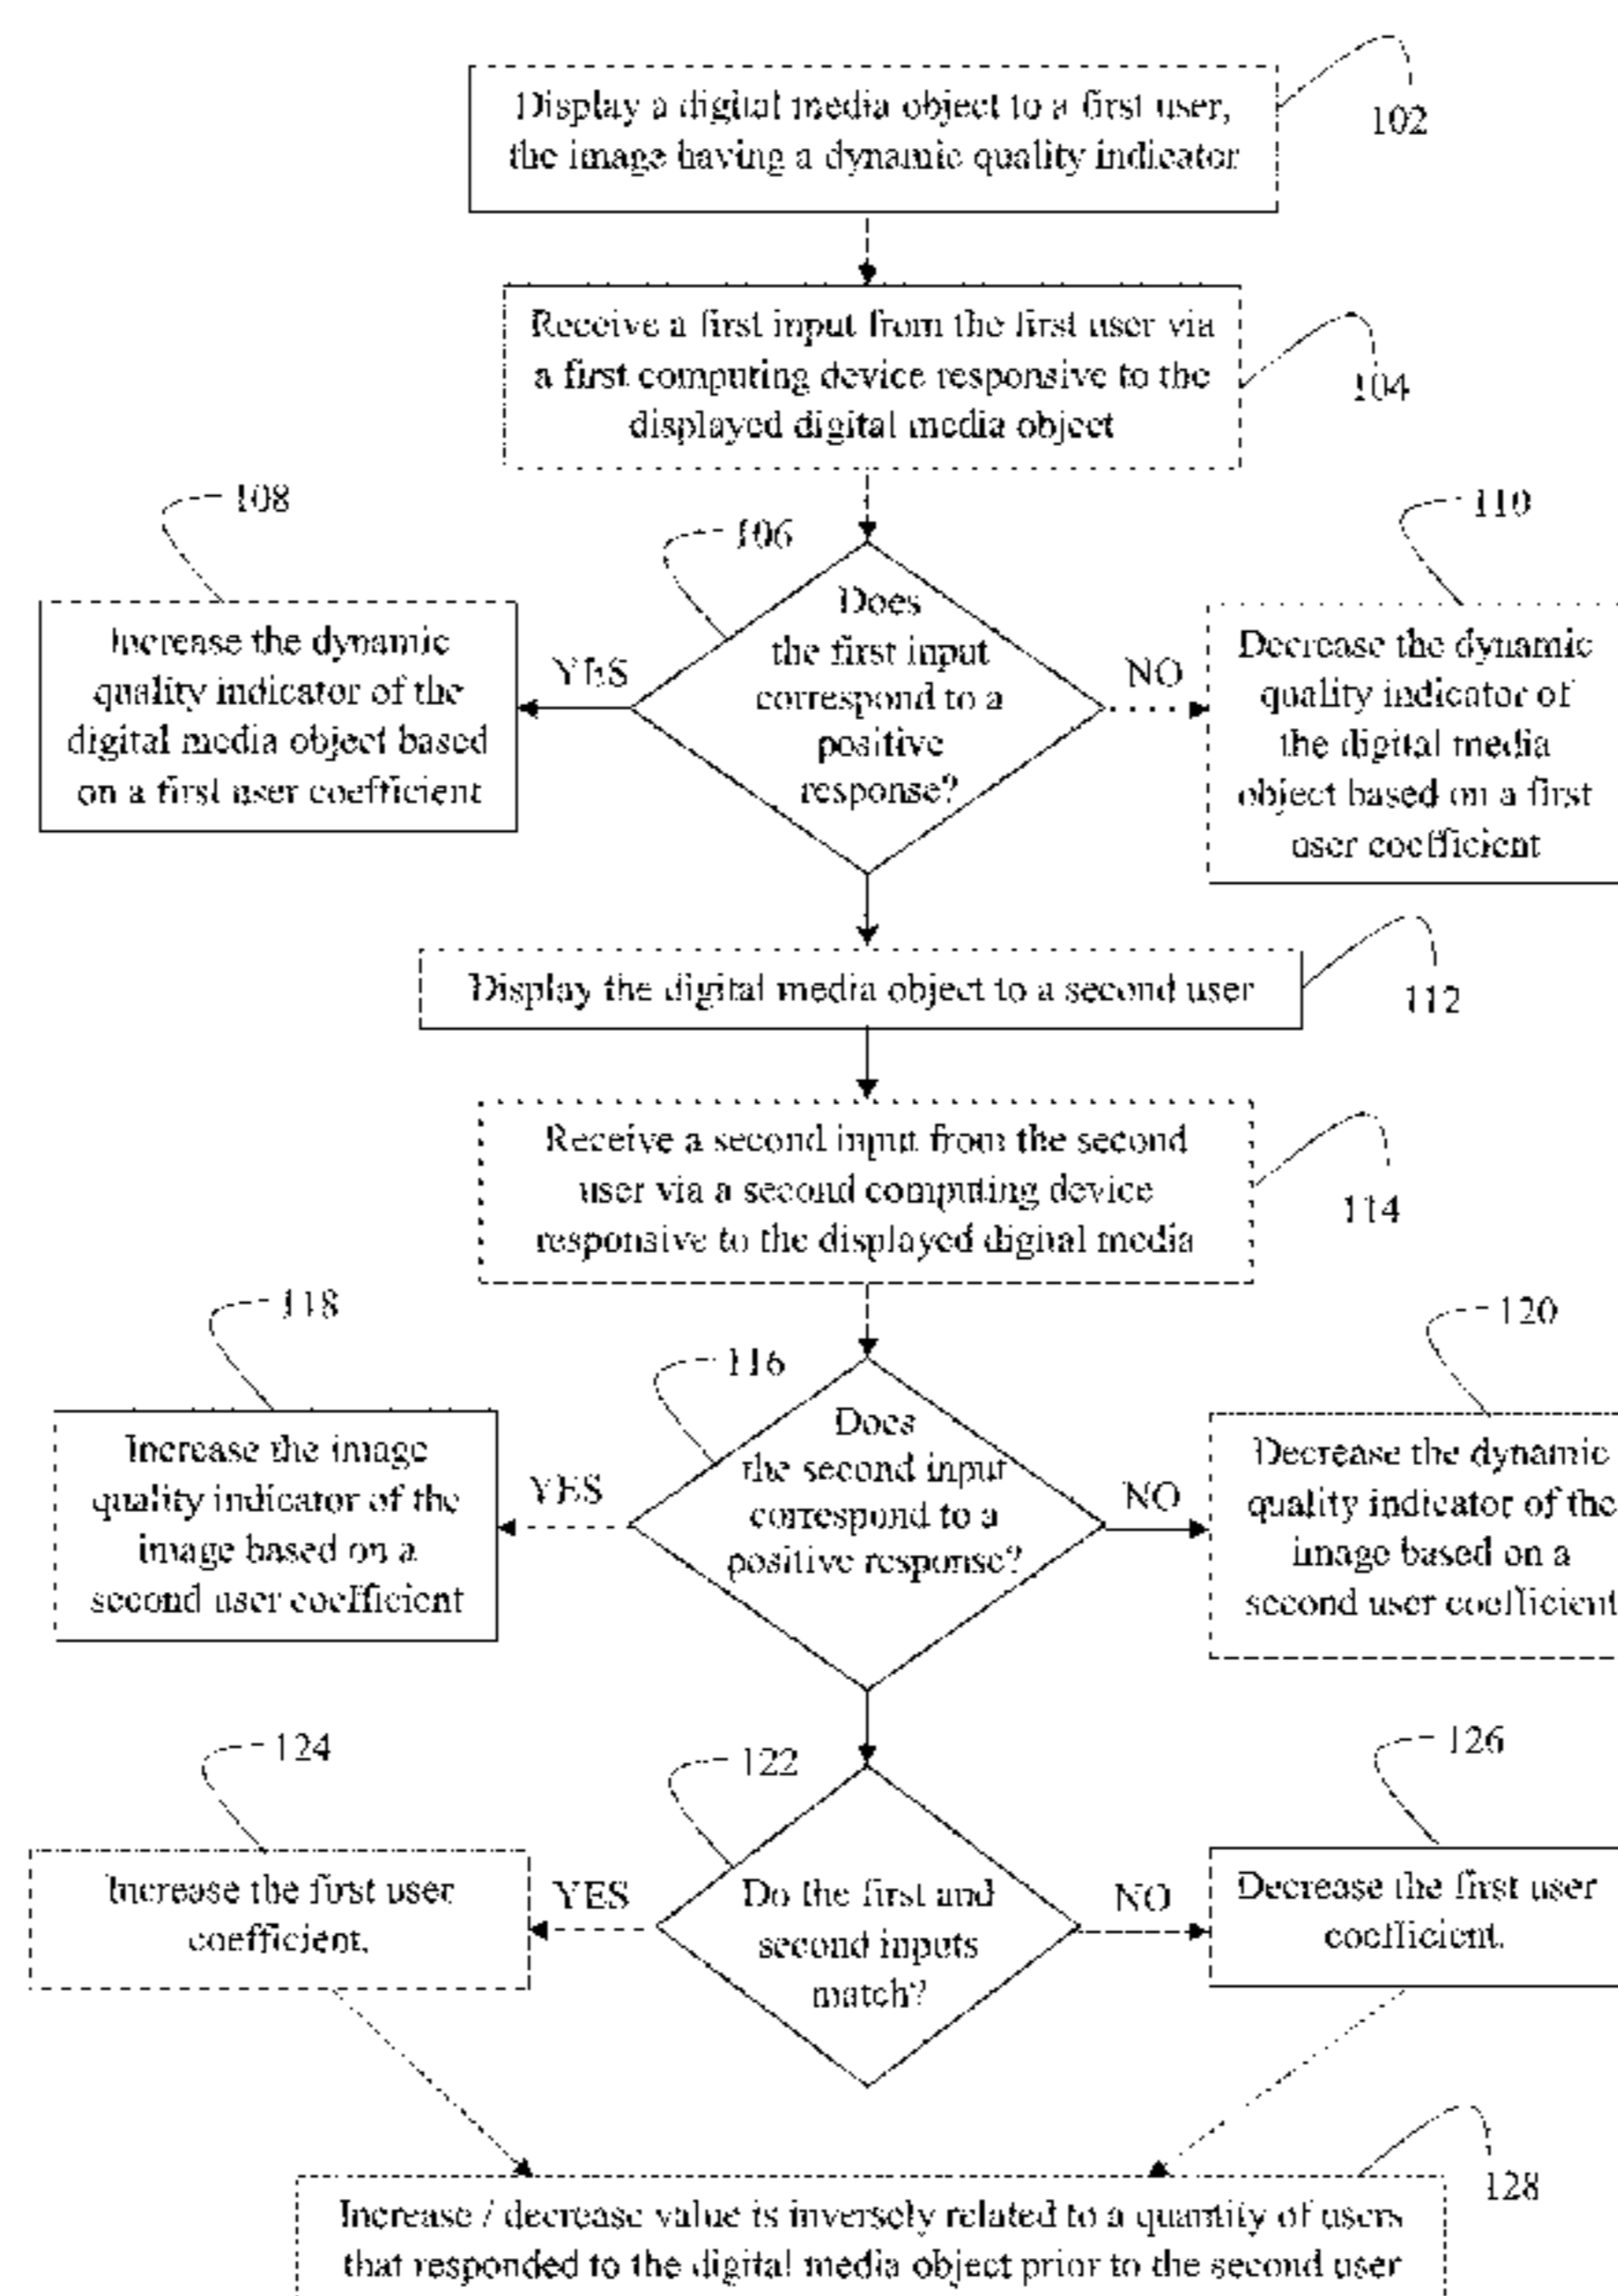 Display a digital media object to a first user,
the image having a dynamic quality indicator
102
Receive a first input from the first user via
a first computing device responsive to the
displayed digital media object
104
108
106
110
Does
the first input
correspond to a
positive
response?
YES
NO
Increase the dynamic
quality indicator of the
digital media object based
on a first user coefficient
Decrease the dynamic
quality indicator of
the digital media
object based on a first
user coefficient
Display the digital media object to a second user
112
Receive a second input from the second
user via a second computing device
responsive to the displayed digital media
114
118
116
120
Does
the second input
correspond to a
positive response?
YES
NO
Increase the image
quality indicator of the
image based on a
second user coefficient
Decrease the dynamic
quality indicator of the
image based on a
second user coefficient
124
122
126
Do the first and
second inputs
match?
YES
NO
Increase the first user
coefficient.
Decrease the first user
coefficient.
128
Increase / decrease value is inversely related to a quantity of users
that responded to the digital media object prior to the second user